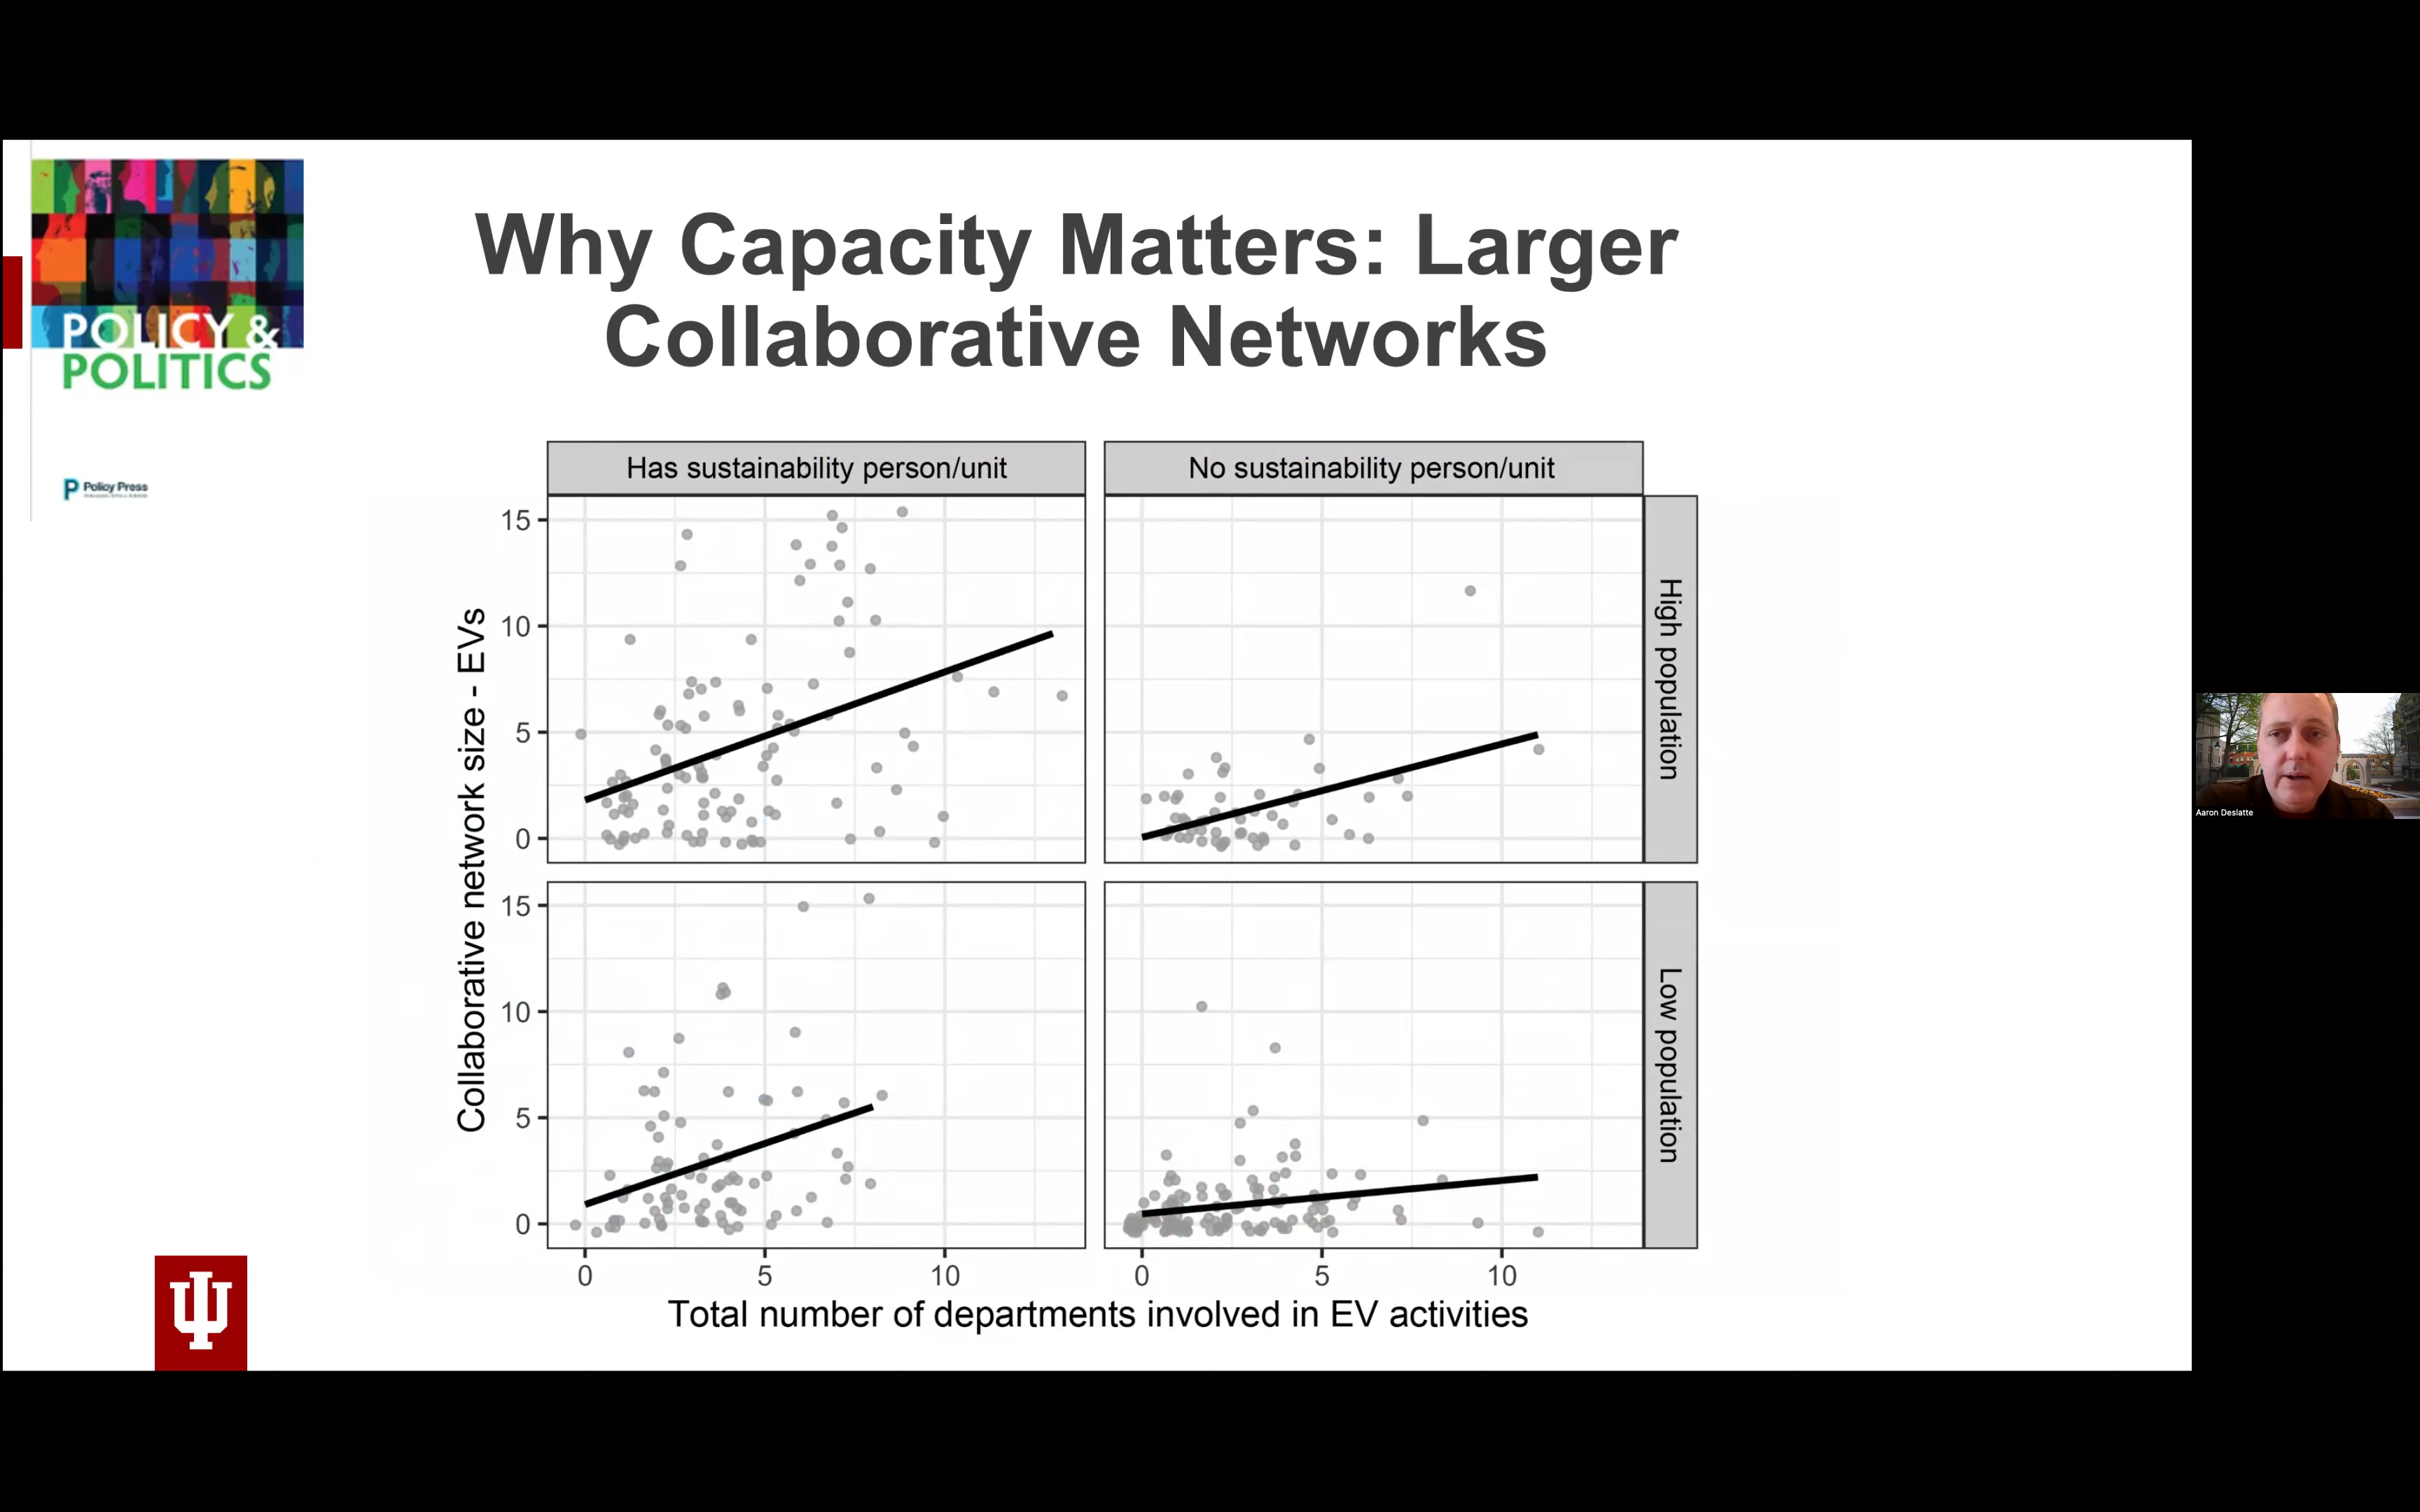 POLICY &
POLITICS
Policy Press
Why Capacity Matters: Larger
Collaborative Networks
Has sustainability person/unit
No sustainability person/unit
High population
Low population
Collaborative network size - EVs
15
10
5
0
15
10
5
0
0
5
10
0
5
10
Total number of departments involved in EV activities
Aaron Deslatte